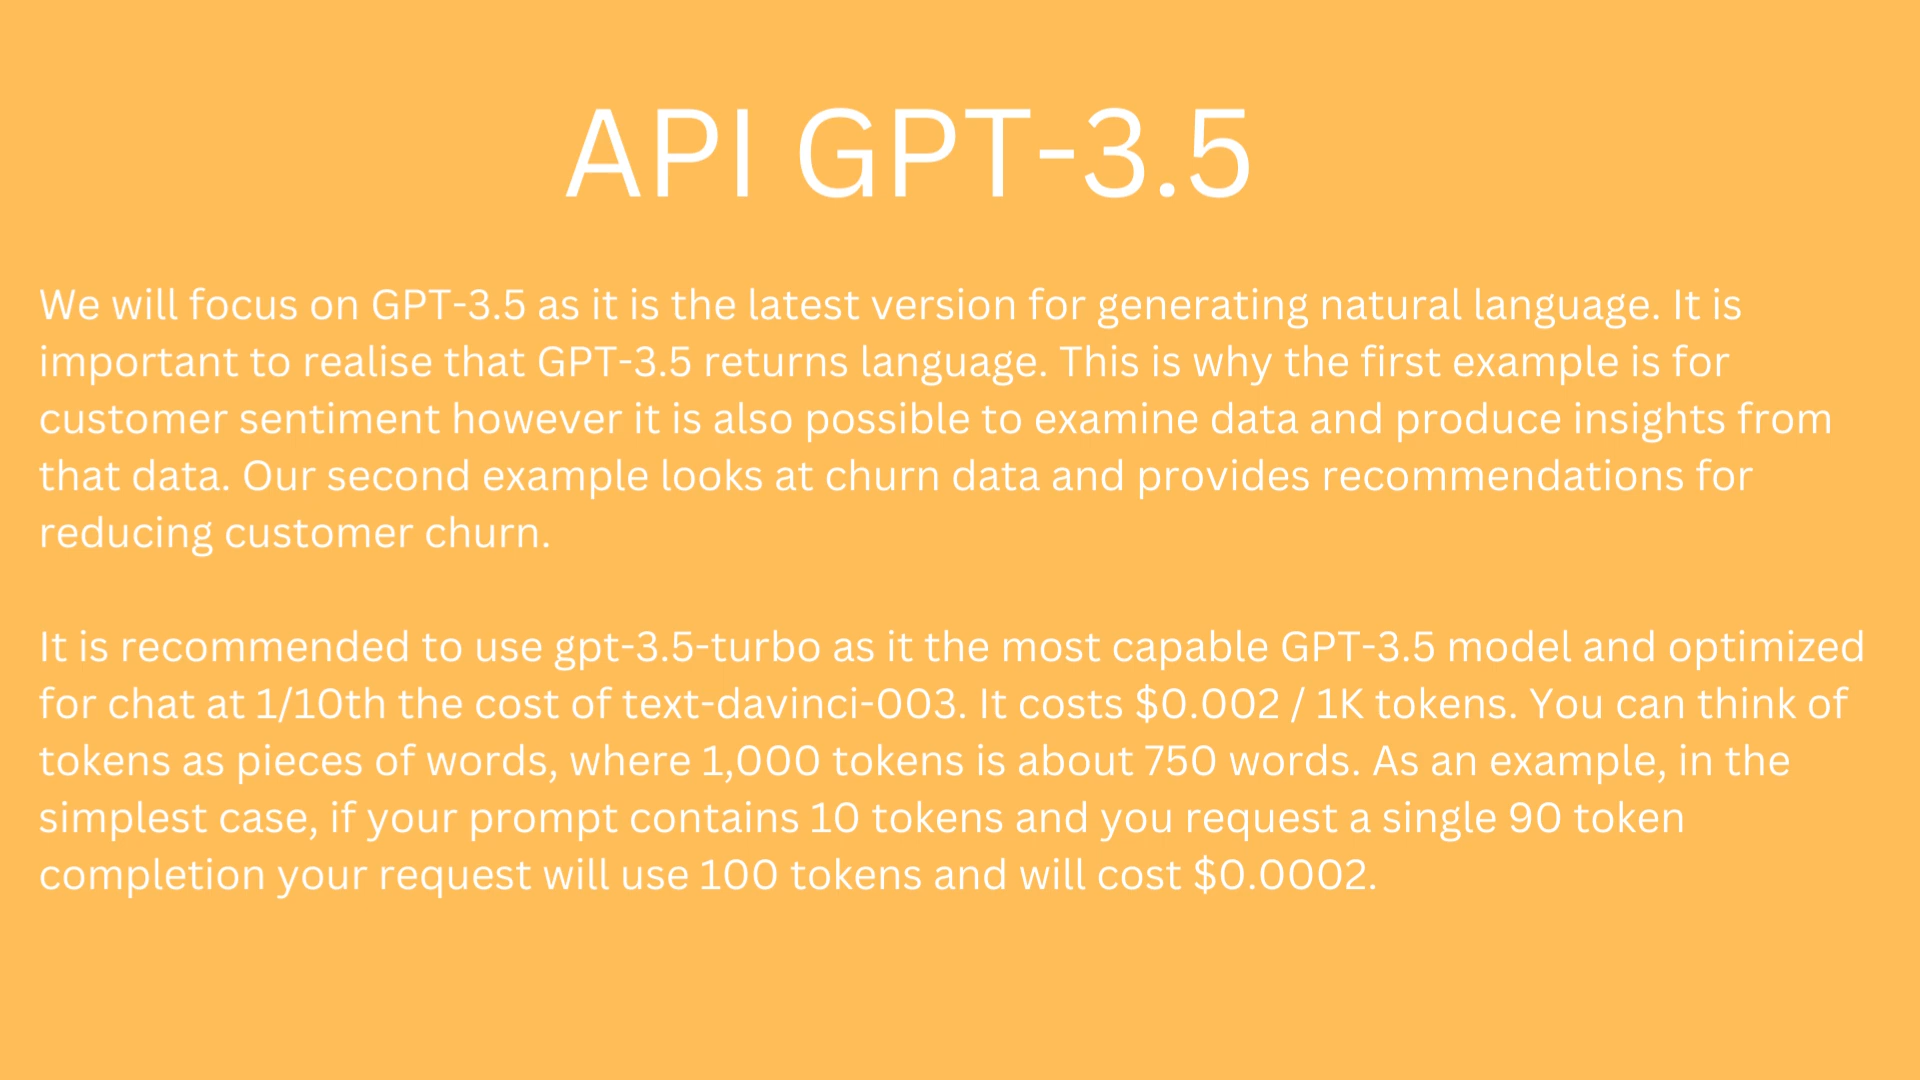 API GPT-3.5
We will focus on GPT-3.5 as it is the latest version for generating natural language. It is
important to realise that GPT-3.5 returns language. This is why the first example is for
customer sentiment however it is also possible to examine data and produce insights from
that data. Our second example looks at churn data and provides recommendations for
reducing customer churn.
It is recommended to use gpt-3.5-turbo as it the most capable GPT-3.5 model and optimized
for chat at 1/10th the cost of text-davinci-003. It costs $0.002 / 1K tokens. You can think of
tokens as pieces of words, where 1,000 tokens is about 750 words. As an example, in the
simplest case, if your prompt contains 10 tokens and you request a single 90 token
completion your request will use 100 tokens and will cost $0.0002.